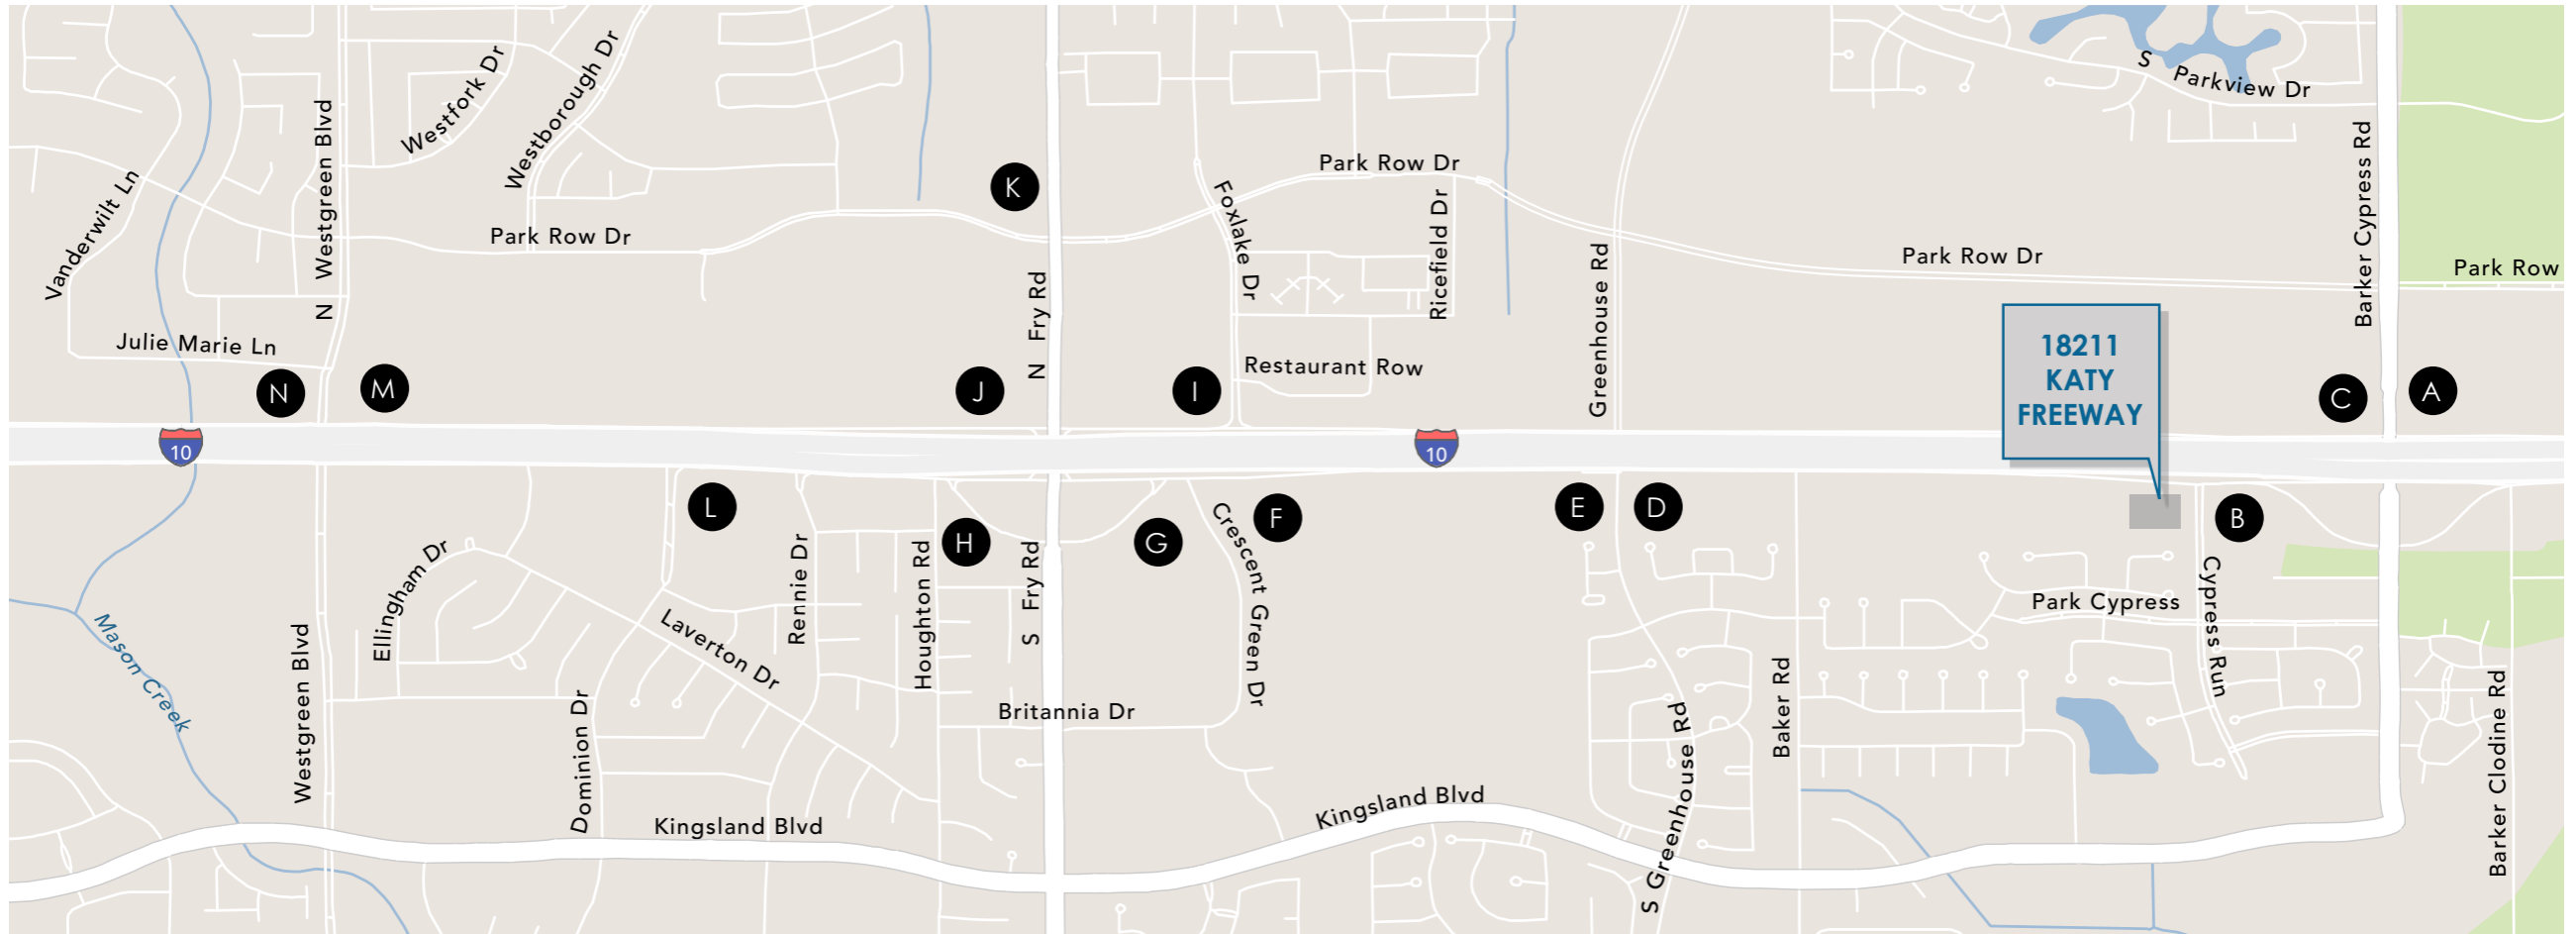 Westfork Dr
Westborough Dr
S Parkview Dr
N Westgreen Blvd
Vanderwilt Ln
K
Park Row Dr
Foxlake Dr
Ricefield Dr
Barker Cypress Rd
Park Row Dr
Park Row Dr
Park Row
N Fry Rd
Greenhouse Rd
Julie Marie Ln
Restaurant Row
18211
KATY
FREEWAY
N
M
J
I
C
A
10
10
L
H
G
F
E
D
B
Crescent Green Dr
Ellingham Dr
Rennie Dr
Houghton Rd
S Fry Rd
Park Cypress
Cypress Run
Mason Creek
Westgreen Blvd
Laverton Dr
Dominion Dr
Britannia Dr
Baker Rd
S Greenhouse Rd
Barker Clodine Rd
Kingsland Blvd
Kingsland Blvd